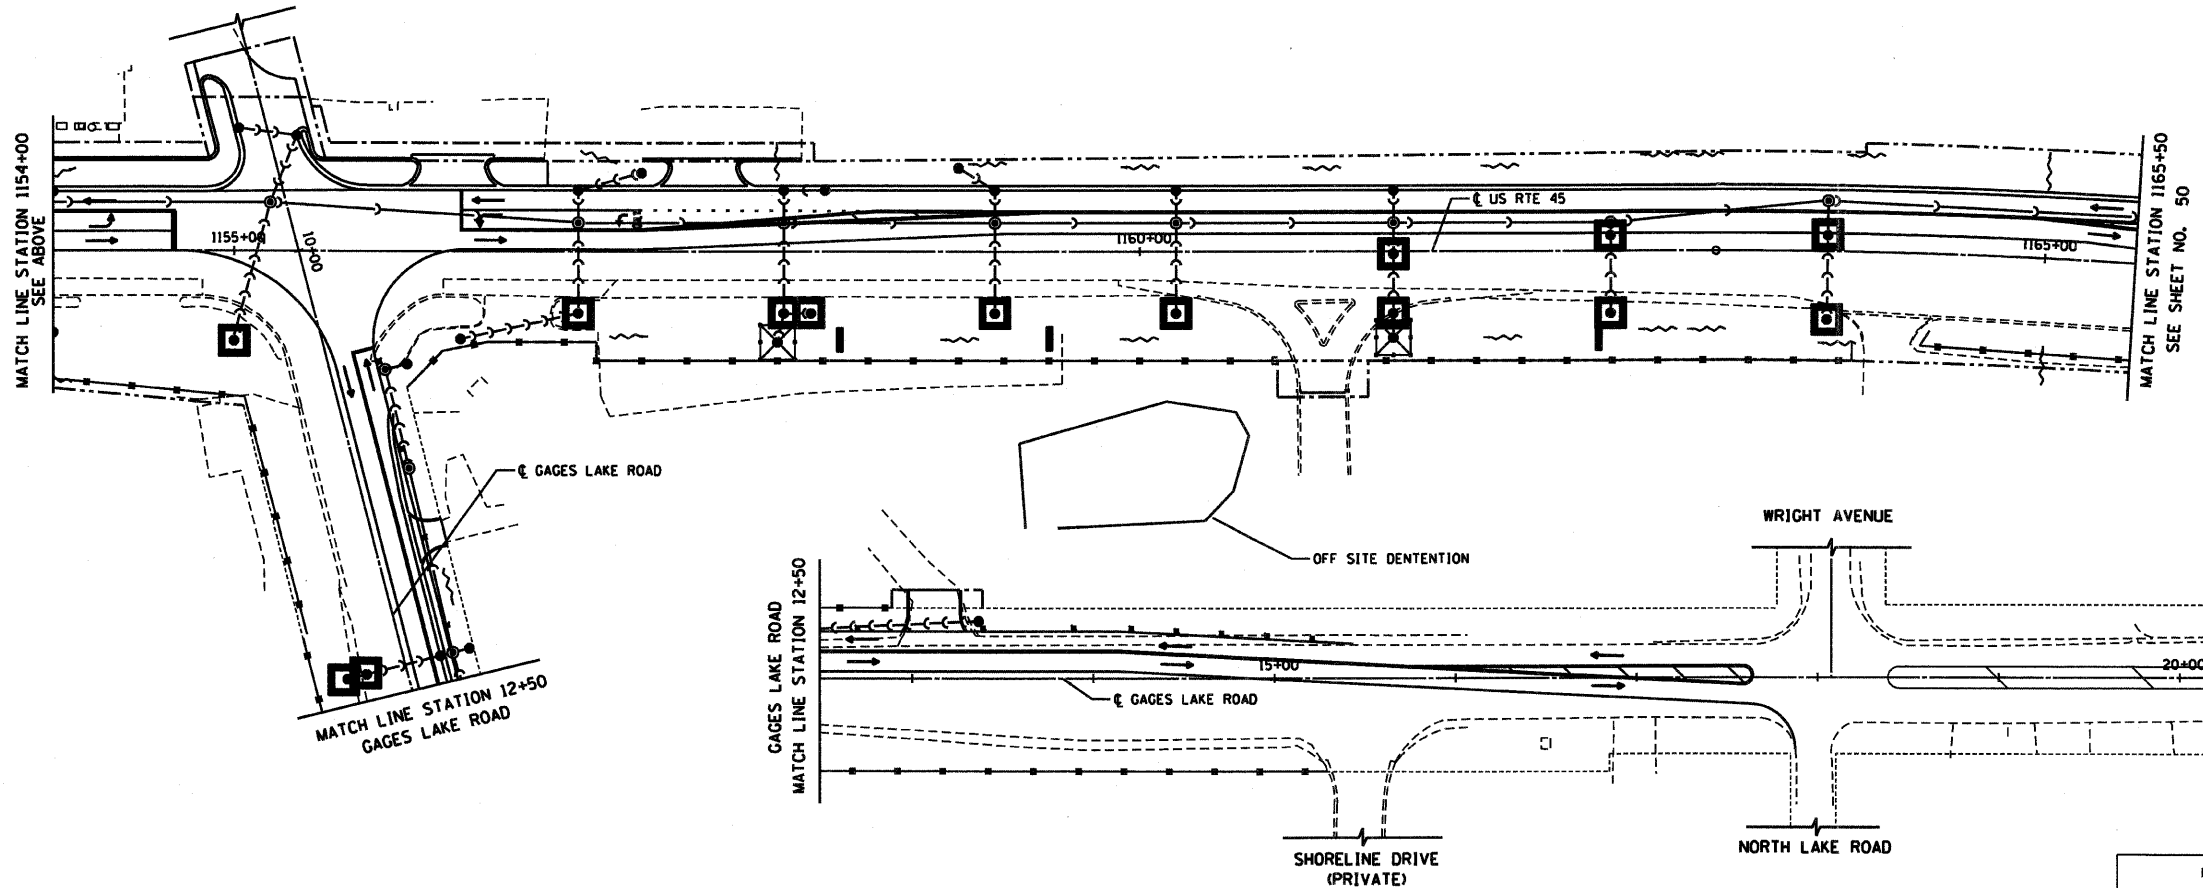 MATCH LINE STATION 1154+00
SEE ABOVE
1155+00
10+00
1160+00
℄ US RTE 45
1165+00
MATCH LINE STATION 1165+50
SEE SHEET NO. 50
℄ GAGES LAKE ROAD
OFF SITE DENTENTION
WRIGHT AVENUE
MATCH LINE STATION 12+50
GAGES LAKE ROAD
GAGES LAKE ROAD
MATCH LINE STATION 12+50
15+00
20+00
℄ GAGES LAKE ROAD
SHORELINE DRIVE
(PRIVATE)
NORTH LAKE ROAD